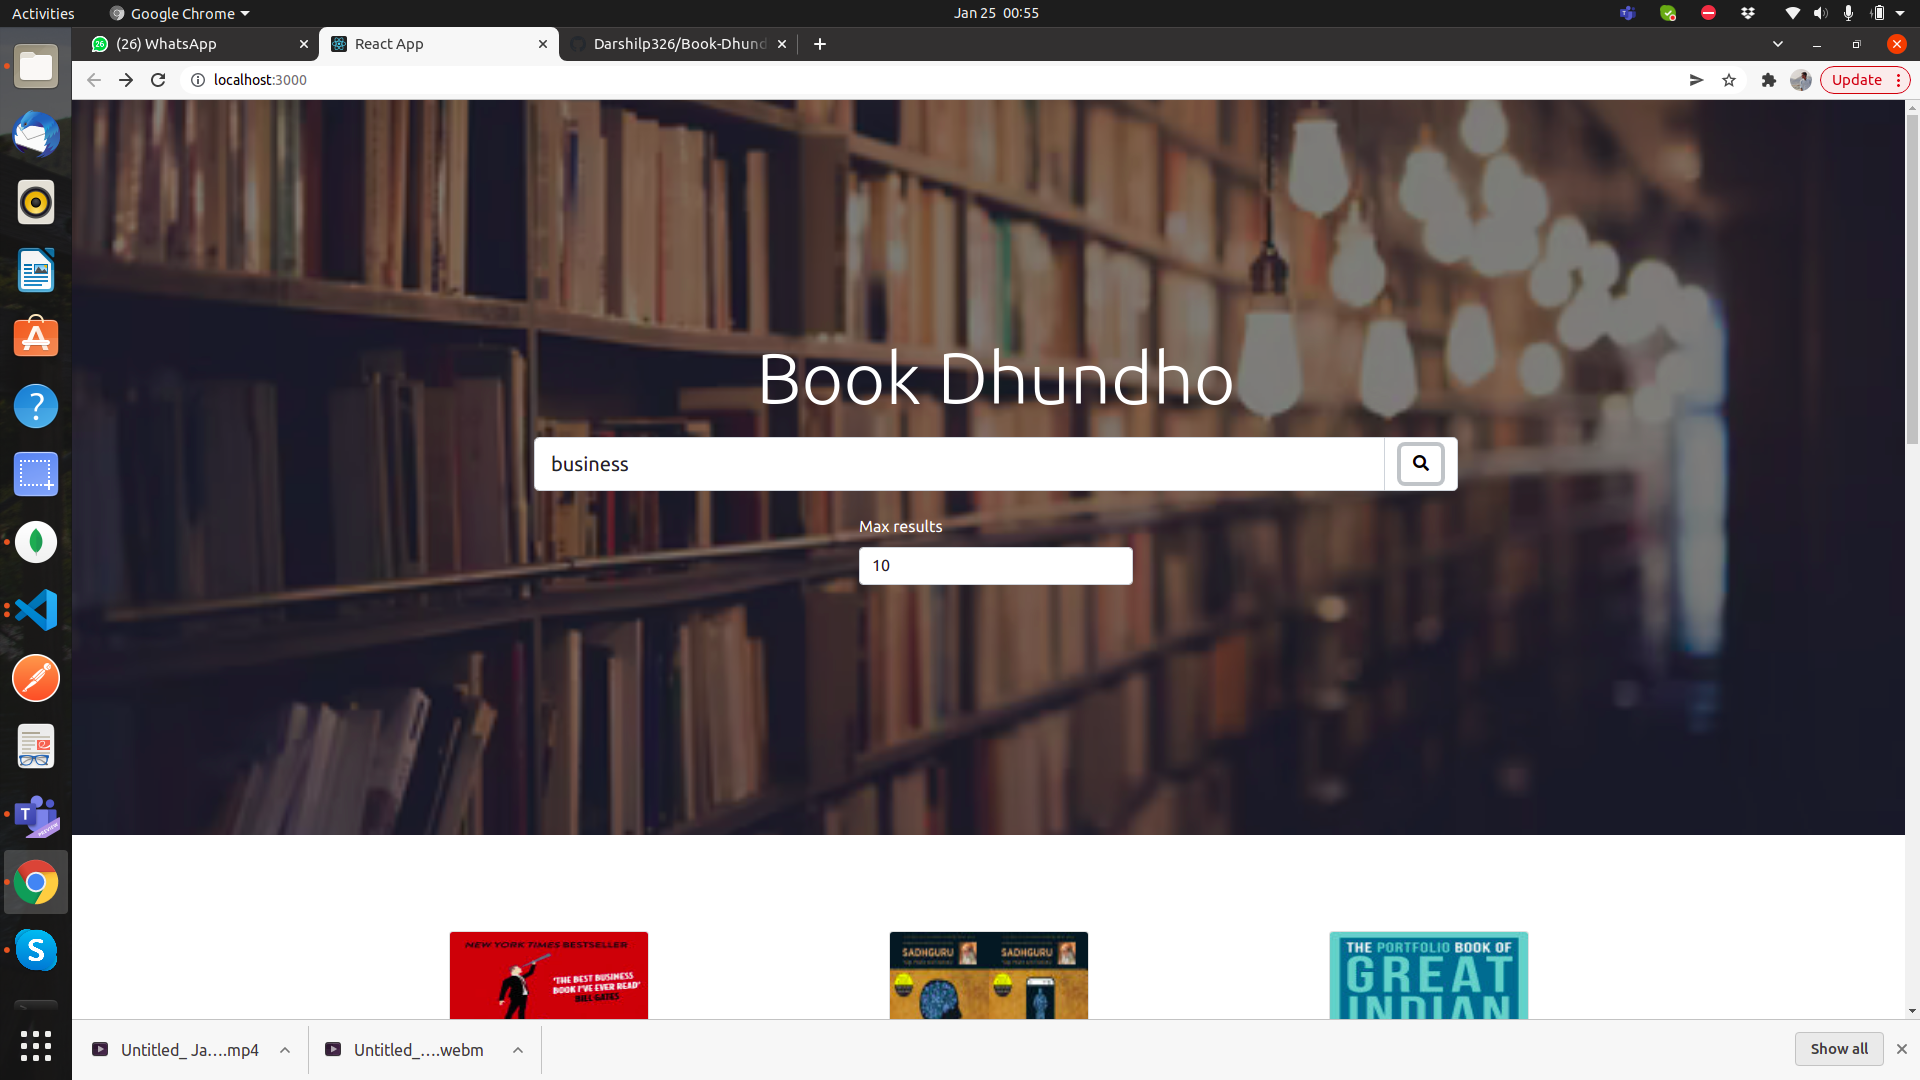 Activities
Google Chrome
Jan 25 00:55
(26) WhatsApp
React App
Darshilp326/Book-Dhund
localhost:3000
Update
Book Dhundho
business
Max results
10
NEW YORK TIMES BESTSELLER
'THE BEST BUSINESS
BOOK I'VE EVER READ'
BILL GATES
SADHGURU
SADHGURU
THE PORTFOLIO BOOK OF
GREAT
INDIAN
Untitled_ Ja....mp4
Untitled_....webm
Show all